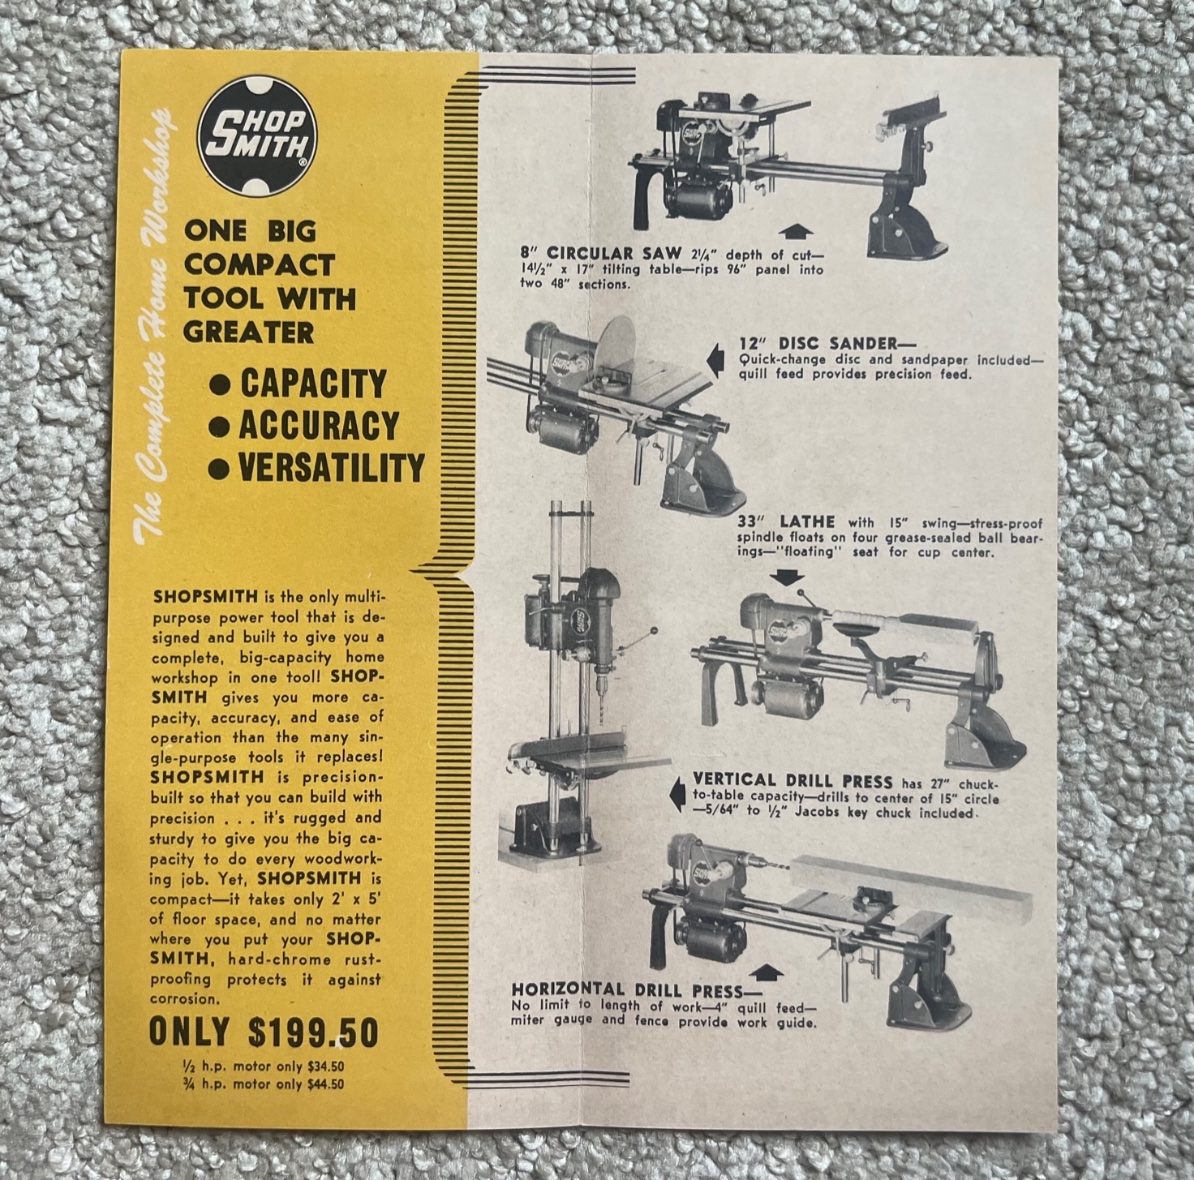 SHOP
SMITH®
The Complete Home Workshop
ONE BIG
COMPACT
TOOL WITH
GREATER
● CAPACITY
● ACCURACY
● VERSATILITY
SHOPSMITH is the only multi-
purpose power tool that is de-
signed and built to give you a
complete, big-capacity home
workshop in one tool! SHOP-
SMITH gives you more ca-
pacity, accuracy, and ease of
operation than the many sin-
gle-purpose tools it replaces!
SHOPSMITH is precision-
built so that you can build with
precision . . . it's rugged and
sturdy to give you the big ca-
pacity to do every woodwork-
ing job. Yet, SHOPSMITH is
compact—it takes only 2' x 5'
of floor space, and no matter
where you put your SHOP-
SMITH, hard-chrome rust-
proofing protects it against
corrosion.
ONLY $199.50
½ h.p. motor only $34.50
¾ h.p. motor only $44.50
8" CIRCULAR SAW 2¼" depth of cut—
14½" x 17" tilting table—rips 96" panel into
two 48" sections.
12" DISC SANDER—
Quick-change disc and sandpaper included—
quill feed provides precision feed.
33" LATHE with 15" swing—stress-proof
spindle floats on four grease-sealed ball bear-
ings—"floafing" seat for cup center.
VERTICAL DRILL PRESS has 27" chuck-
to-table capacity—drills to center of 15" circle
—5/64" to ½" Jacobs key chuck included.
HORIZONTAL DRILL PRESS—
No limit to length of work—4" quill feed—
miter gauge and fence provide work guide.